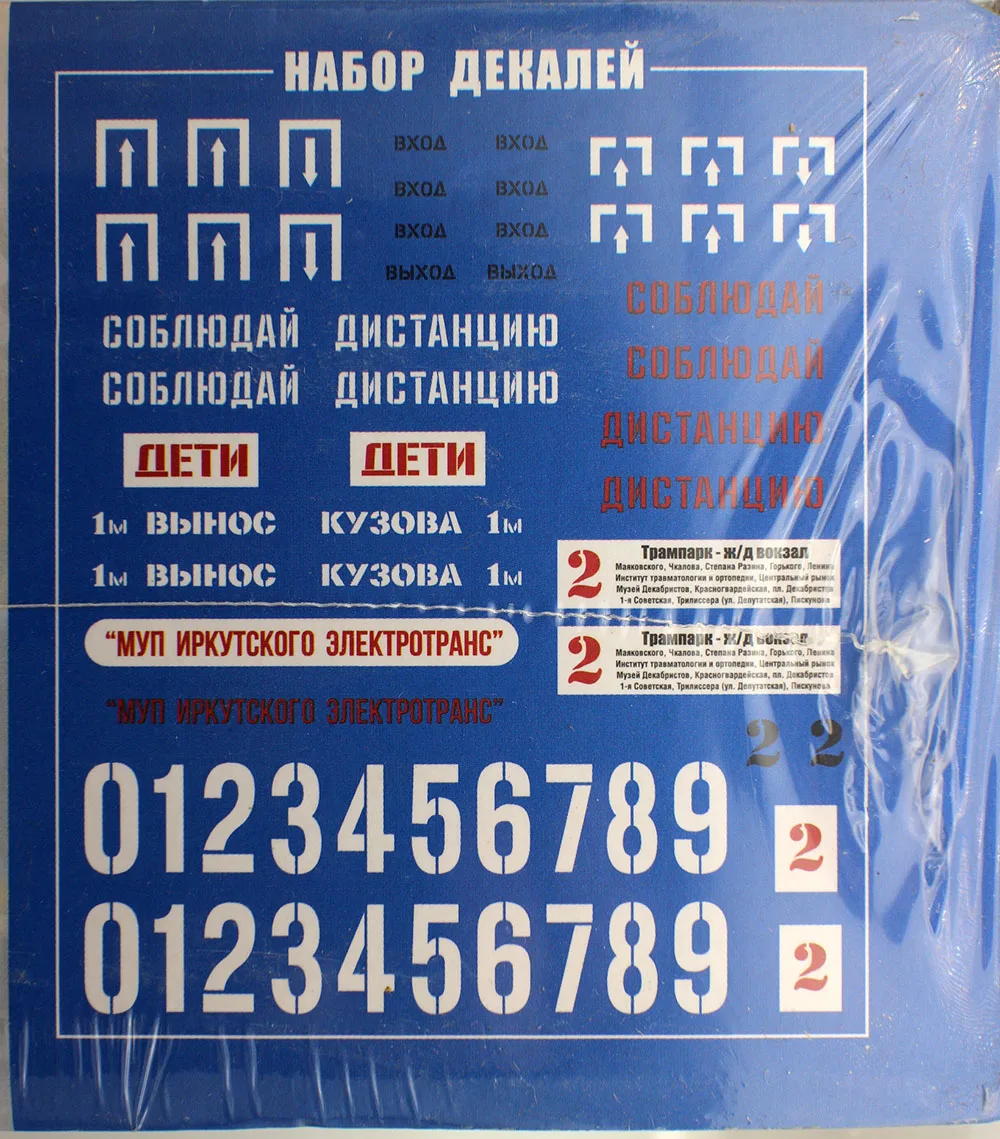 НАБОР ДЕКАЛЕЙ
ВХОД ВХОД
ВХОД ВХОД
ВХОД ВХОД
ВЫХОД ВЫХОД
СОБЛЮДАЙ ДИСТАНЦИЮ
СОБЛЮДАЙ ДИСТАНЦИЮ
СОБЛЮДАЙ
СОБЛЮДАЙ
ДИСТАНЦИЮ
ДИСТАНЦИЮ
ДЕТИ ДЕТИ
1м ВЫНОС КУЗОВА 1м
1м ВЫНОС КУЗОВА 1м
2 Трампарк - ж/д вокзал
Маяковского, Чкалова, Степана Разина, Горького, Ленина
Институт травматологии и ортопедии, Центральный рынок
Музей Декабристов, Красногвардейская, пл. Декабристов
1-я Советская, Трилиссера (ул. Депутатская), Пискунова
2 Трампарк - ж/д вокзал
Маяковского, Чкалова, Степана Разина, Горького, Ленина
Институт травматологии и ортопедии, Центральный рынок
Музей Декабристов, Красногвардейская, пл. Декабристов
1-я Советская, Трилиссера (ул. Депутатская), Пискунова
"МУП ИРКУТСКОГО ЭЛЕКТРОТРАНС"
"МУП ИРКУТСКОГО ЭЛЕКТРОТРАНС"
2 2
0123456789
2
0123456789
2